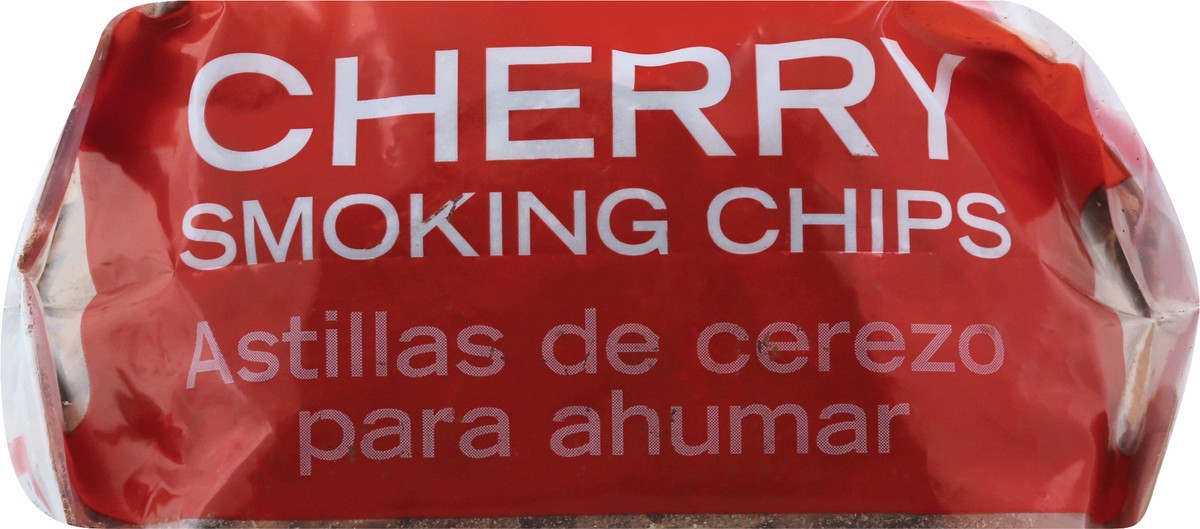 CHERRY
SMOKING CHIPS
Astillas de cerezo
para ahumar